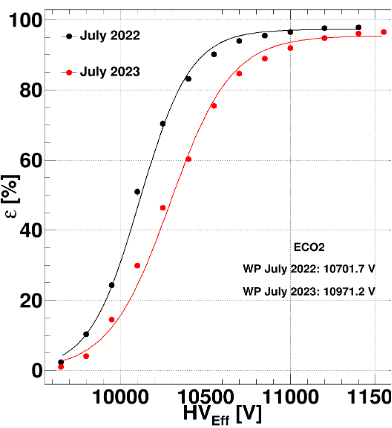 100
80
60
40
20
0
ε [%]
July 2022
July 2023
ECO2
WP July 2022: 10701.7 V
WP July 2023: 10971.2 V
10000 10500 11000 1150
HV_Eff [V]